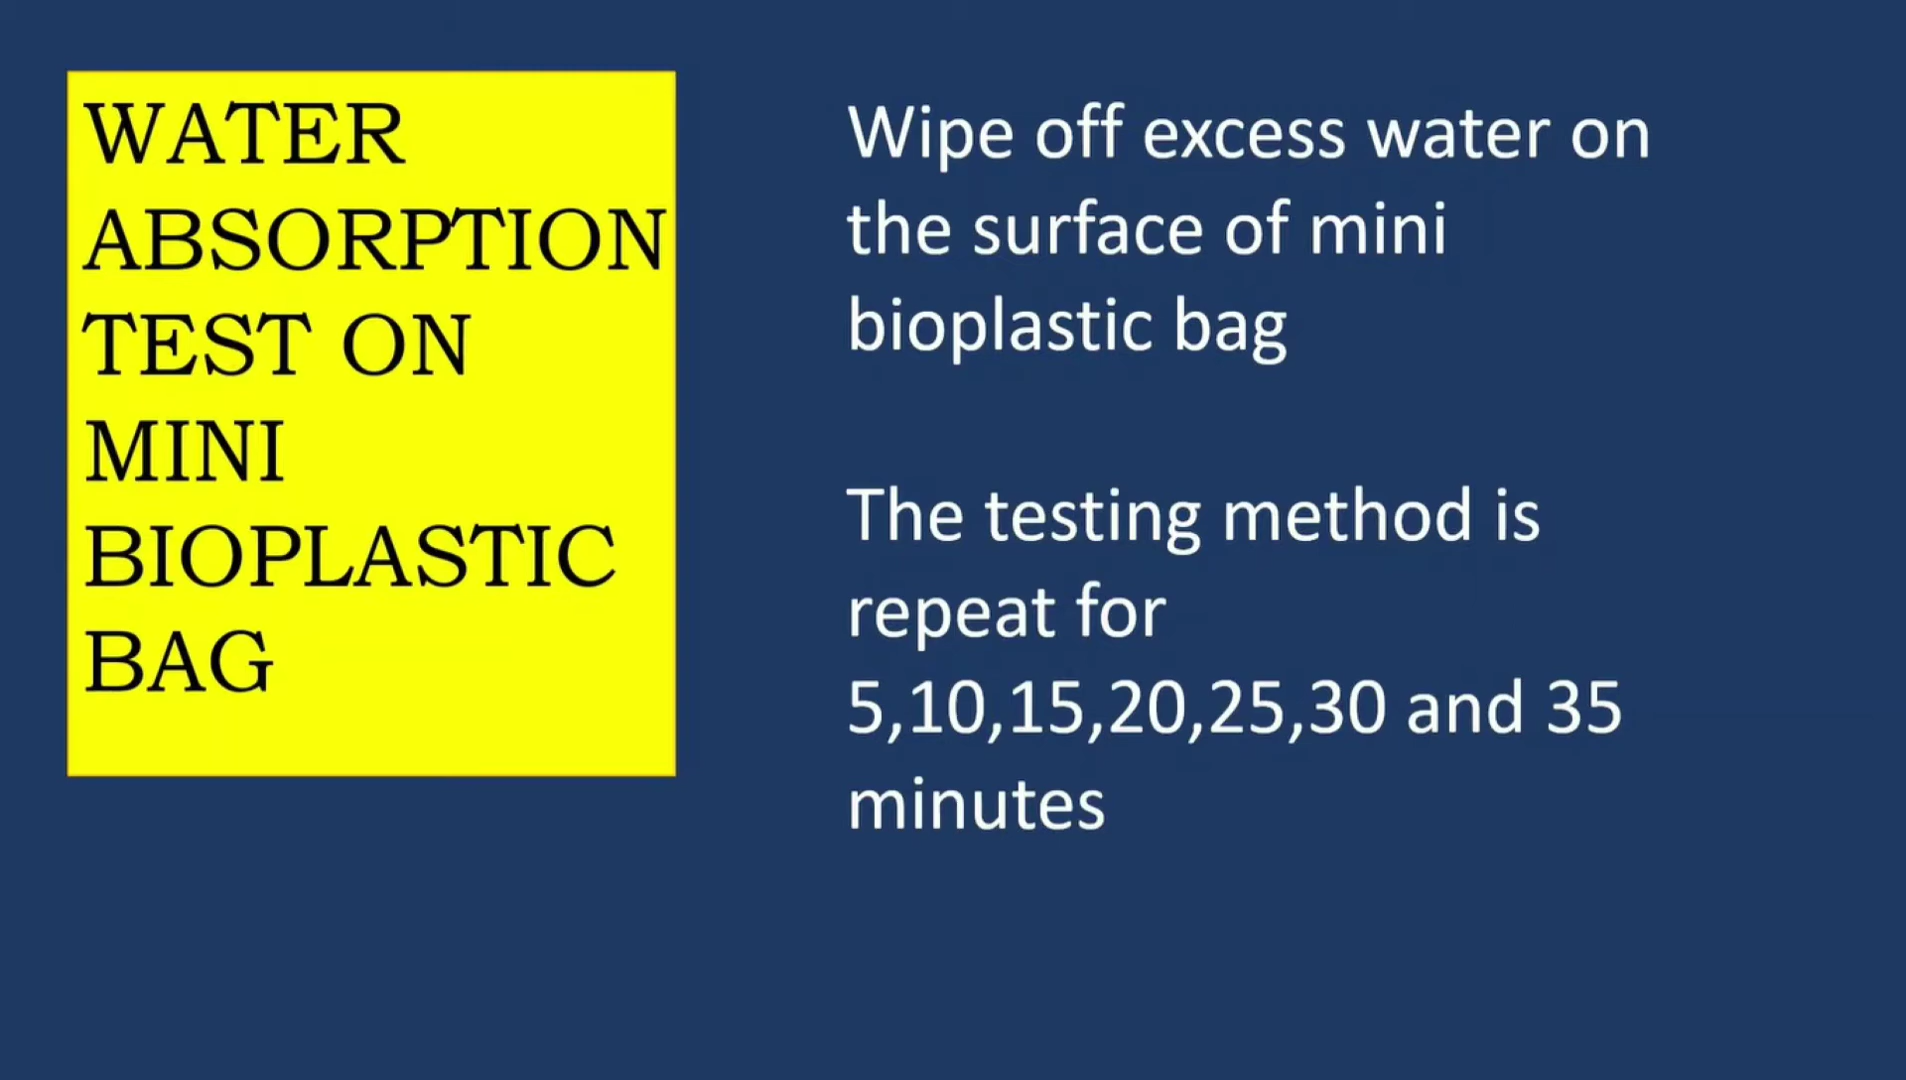 WATER
ABSORPTION
TEST ON
MINI
BIOPLASTIC
BAG
Wipe off excess water on
the surface of mini
bioplastic bag
The testing method is
repeat for
5,10,15,20,25,30 and 35
minutes